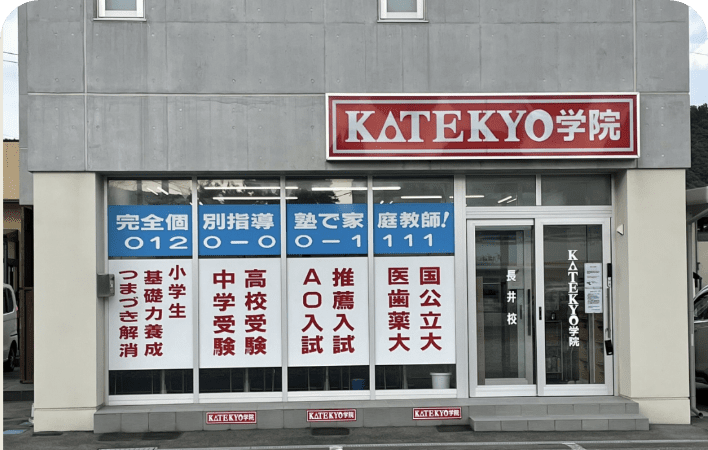 KATEKYO学院
完全個別指導塾で家庭教師!
0120-00-1111
小学生
基礎力養成
つまづき解消
高校受験
中学受験
推薦入試
AO入試
国公立大
医歯薬大
長井校
KATEKYO学院
KATEKYO学院
KATEKYO学院
KATEKYO学院